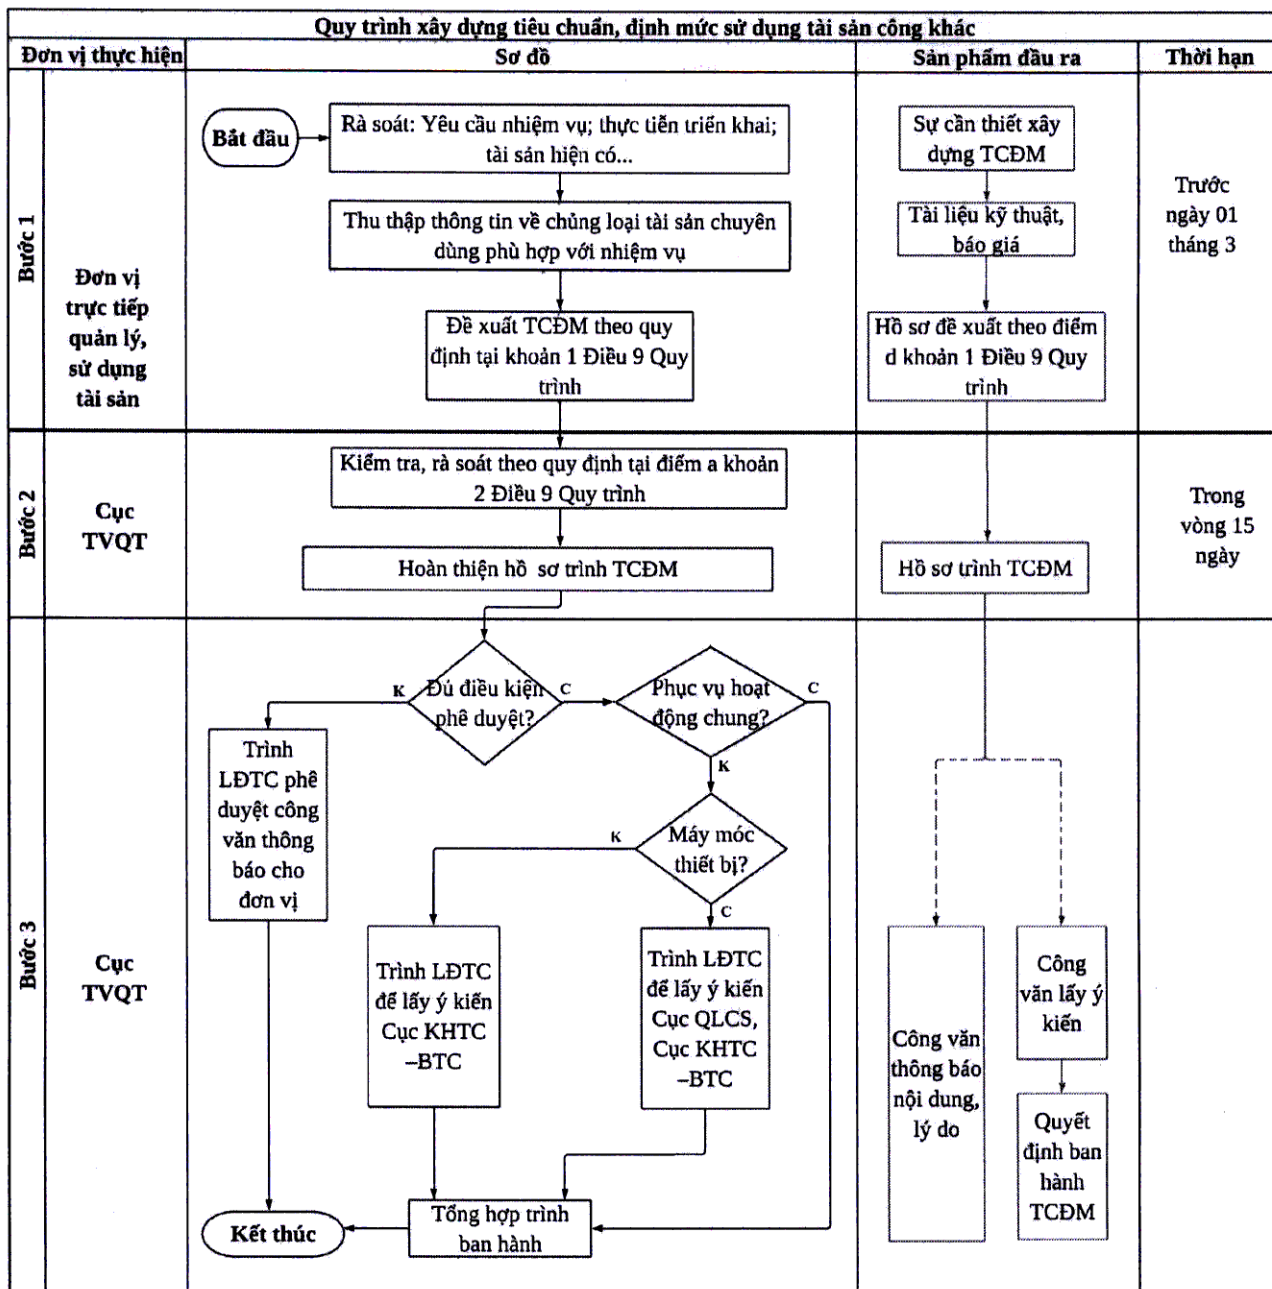 Quy trình xây dựng tiêu chuẩn, định mức sử dụng tài sản công khác
Đơn vị thực hiện
Sơ đồ
Sản phẩm đầu ra
Thời hạn
Bước 1
Đơn vị
trực tiếp
quản lý,
sử dụng
tài sản
Bắt đầu
Rà soát: Yêu cầu nhiệm vụ; thực tiễn triển khai;
tài sản hiện có...
Thu thập thông tin về chủng loại tài sản chuyên
dùng phù hợp với nhiệm vụ
Đề xuất TCĐM theo quy
định tại khoản 1 Điều 9 Quy
trình
Sự cần thiết xây
dựng TCĐM
Tài liệu kỹ thuật,
báo giá
Hồ sơ đề xuất theo điểm
d khoản 1 Điều 9 Quy
trình
Trước
ngày 01
tháng 3
Bước 2
Cục
TVQT
Kiểm tra, rà soát theo quy định tại điểm a khoản
2 Điều 9 Quy trình
Hoàn thiện hồ sơ trình TCĐM
Hồ sơ trình TCĐM
Trong
vòng 15
ngày
Bước 3
Cục
TVQT
K
Đủ điều kiện
phê duyệt?
C
Phục vụ hoạt
động chung?
C
K
Trình
LĐTC phê
duyệt công
văn thông
báo cho
đơn vị
K
Máy móc
thiết bị?
C
Trình LĐTC
để lấy ý kiến
Cục KHTC
–BTC
Trình LĐTC
để lấy ý kiến
Cục QLCS,
Cục KHTC
–BTC
Tổng hợp trình
ban hành
Kết thúc
Công văn
thông báo
nội dung,
lý do
Công
văn lấy ý
kiến
Quyết
định ban
hành
TCĐM